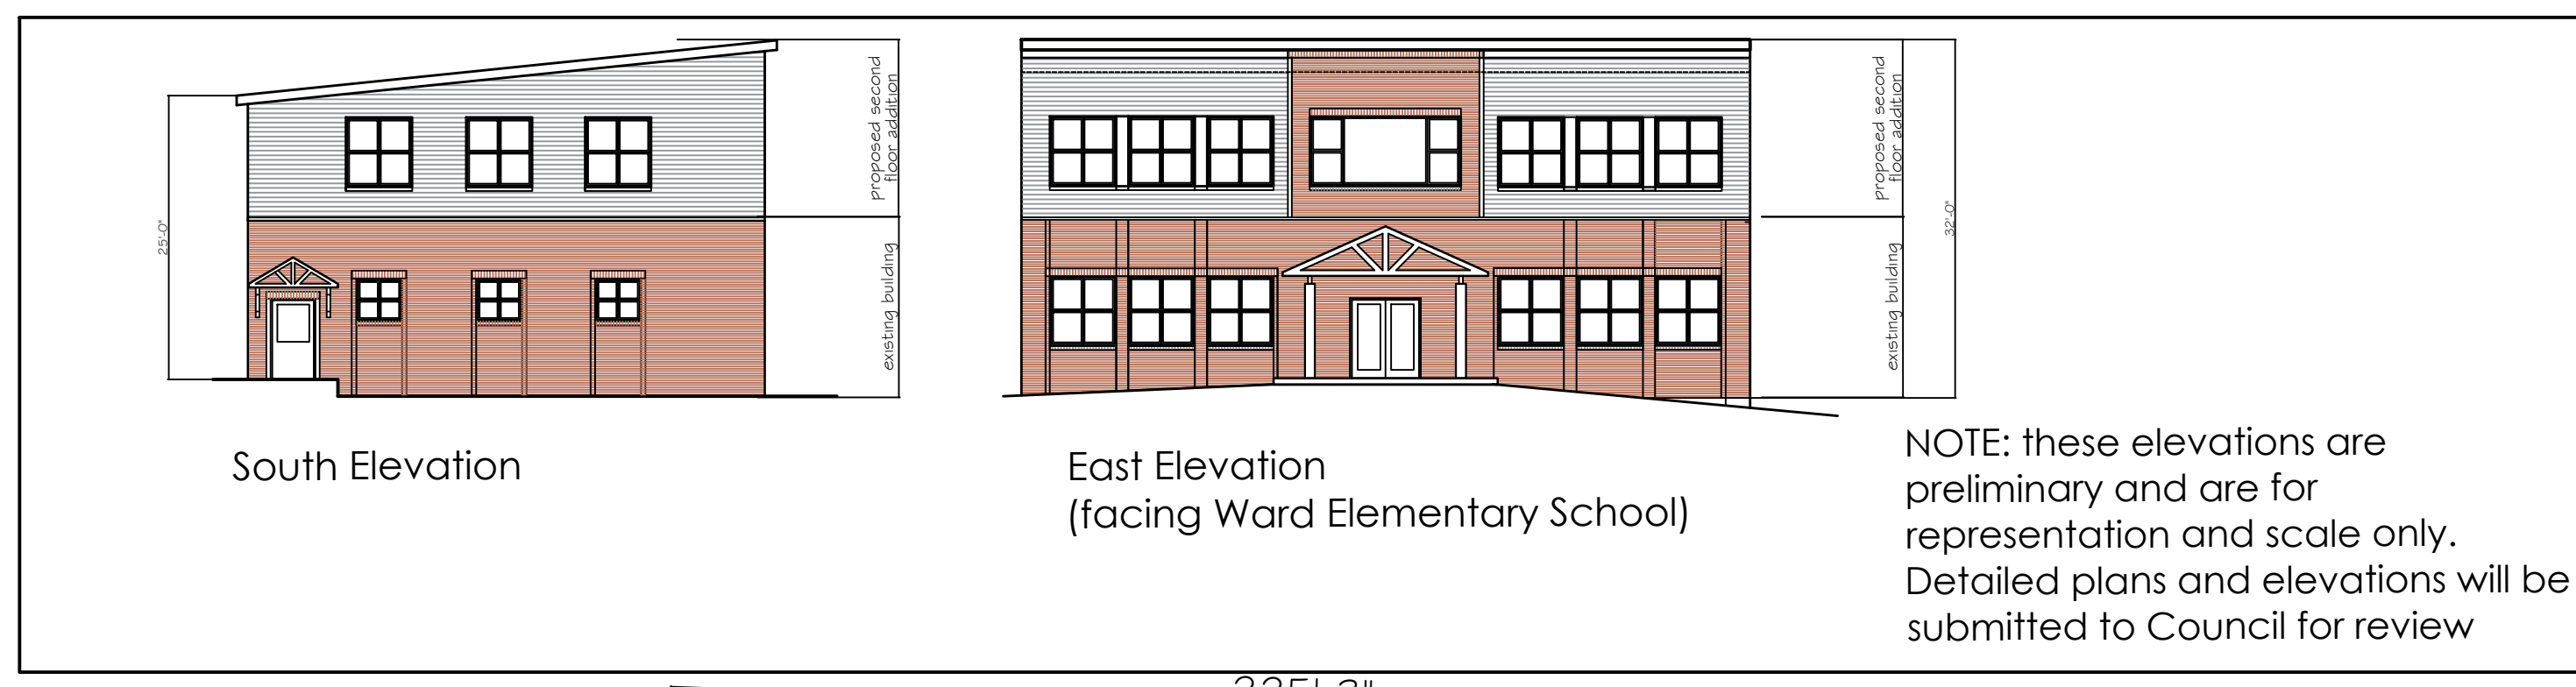 proposed second
floor addition
existing building
25'-0"
South Elevation
proposed second
floor addition
existing building
32'-0"
East Elevation
(facing Ward Elementary School)
NOTE: these elevations are
preliminary and are for
representation and scale only.
Detailed plans and elevations will be
submitted to Council for review